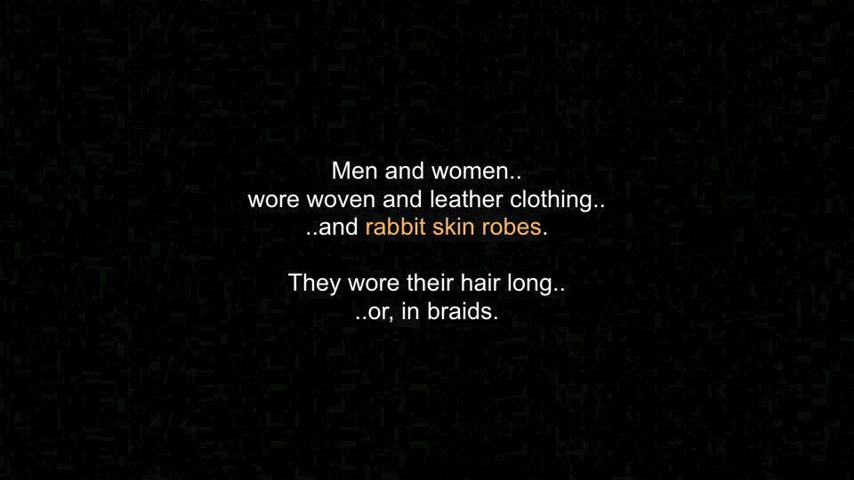 Men and women..
wore woven and leather clothing..
..and rabbit skin robes.
They wore their hair long..
..or, in braids.